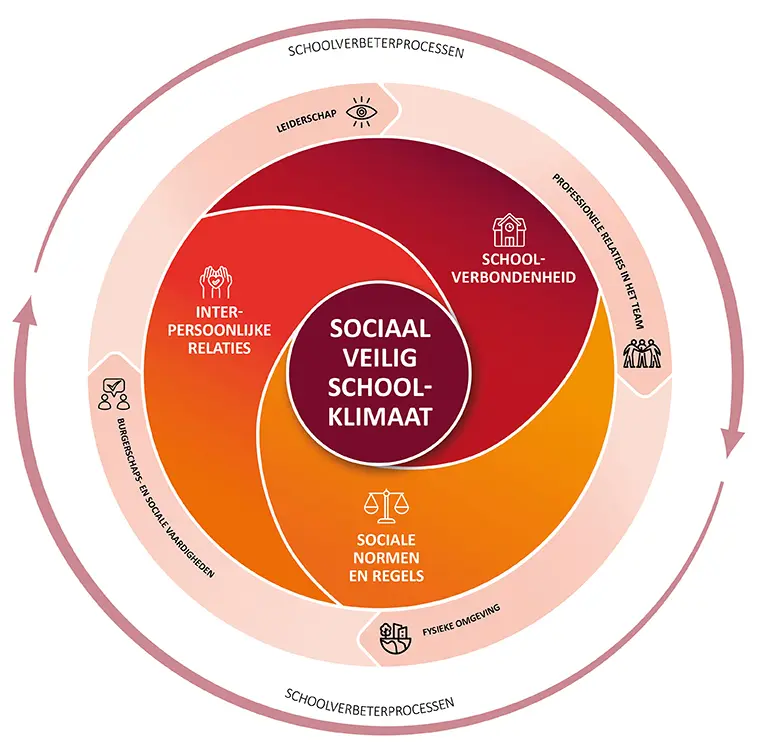 SCHOOLVERBETERPROCESSEN
LEIDERSCHAP
PROFESSIONELE RELATIES IN HET TEAM
SCHOOL-
VERBONDENHEID
INTER-
PERSOONLIJKE
RELATIES
SOCIAAL
VEILIG
SCHOOL-
KLIMAAT
BURGERSCHAPS- EN SOCIALE VAARDIGHEDEN
SOCIALE
NORMEN
EN REGELS
FYSIEKE OMGEVING
SCHOOLVERBETERPROCESSEN